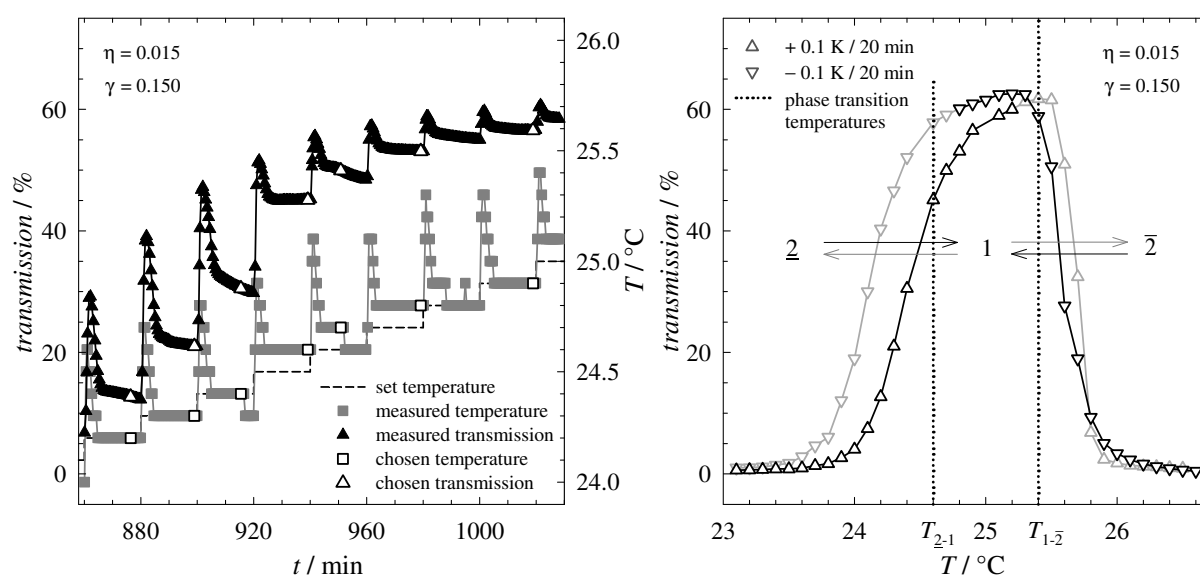 η = 0.015
γ = 0.150
transmission / %
60
40
20
0
26.0
25.5
25.0
24.5
24.0
T / °C
set temperature
measured temperature
measured transmission
chosen temperature
chosen transmission
880
920
960
1000
t / min
+ 0.1 K / 20 min
− 0.1 K / 20 min
phase transition
temperatures
η = 0.015
γ = 0.150
transmission / %
60
40
20
0
2̲ 1 2̅
23
24
T2̲-1
25
T1-2̅
26
T / °C